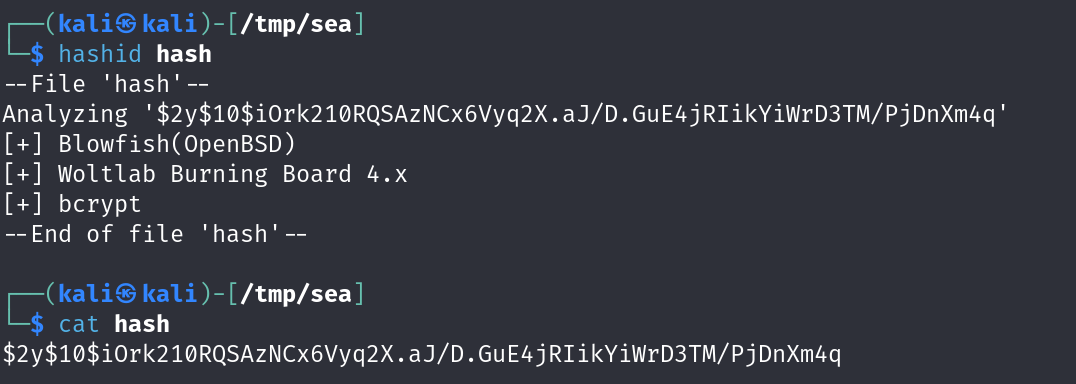 ┌──(kali㉿kali)-[/tmp/sea]
└─$ hashid hash
--File 'hash'--
Analyzing '$2y$10$iOrk210RQSAzNCx6Vyq2X.aJ/D.GuE4jRIikYiWrD3TM/PjDnXm4q'
[+] Blowfish(OpenBSD)
[+] Woltlab Burning Board 4.x
[+] bcrypt
--End of file 'hash'--
┌──(kali㉿kali)-[/tmp/sea]
└─$ cat hash
$2y$10$iOrk210RQSAzNCx6Vyq2X.aJ/D.GuE4jRIikYiWrD3TM/PjDnXm4q